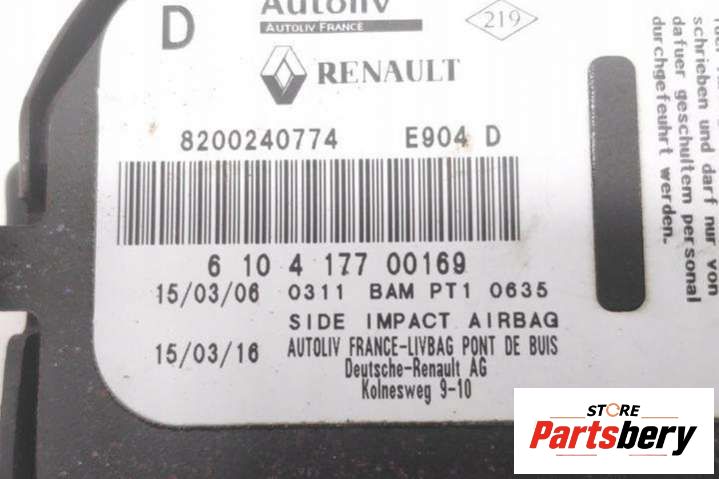 Autoliv
AUTOLIV FRANCE
D
219
RENAULT
8200240774 E904 D
6 10 4 177 00169
15/03/06 0311 BAM PT1 0635
SIDE IMPACT AIRBAG
15/03/16 AUTOLIV FRANCE-LIVBAG PONT DE BUIS
Deutsche-Renault AG
Kolnesweg 9-10
schrieben und darf nur von
dafuer geschultem personal
durchgefeuhrt werden.
STORE
Partsbery